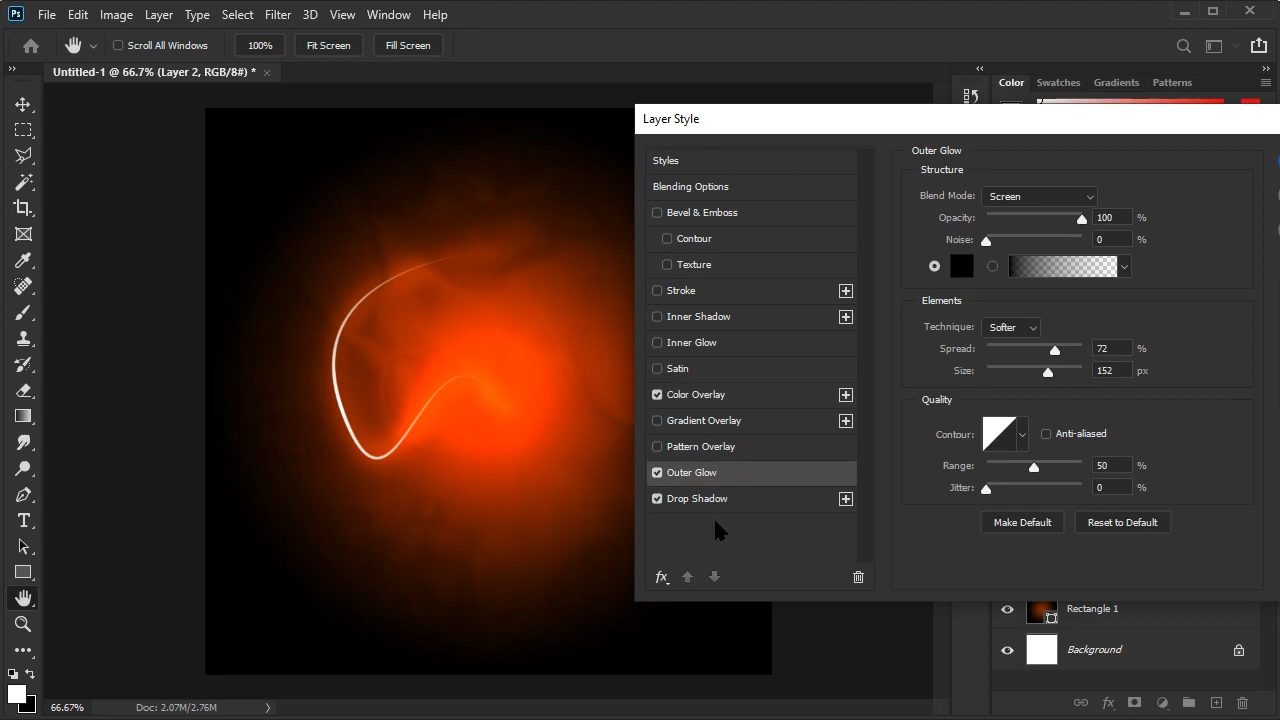 Ps File Edit Image Layer Type Select Filter 3D View Window Help
Scroll All Windows 100% Fit Screen Fill Screen
Untitled-1 @ 66.7% (Layer 2, RGB/8#) * ×
Color Swatches Gradients Patterns
Layer Style
Styles
Blending Options
Bevel & Emboss
Contour
Texture
Stroke
Inner Shadow
Inner Glow
Satin
Color Overlay
Gradient Overlay
Pattern Overlay
Outer Glow
Drop Shadow
fx
Outer Glow
Structure
Blend Mode: Screen
Opacity: 100 %
Noise: 0 %
Elements
Technique: Softer
Spread: 72 %
Size: 152 px
Quality
Contour: Anti-aliased
Range: 50 %
Jitter: 0 %
Make Default Reset to Default
Rectangle 1
Background
fx
66.67% Doc: 2.07M/2.76M